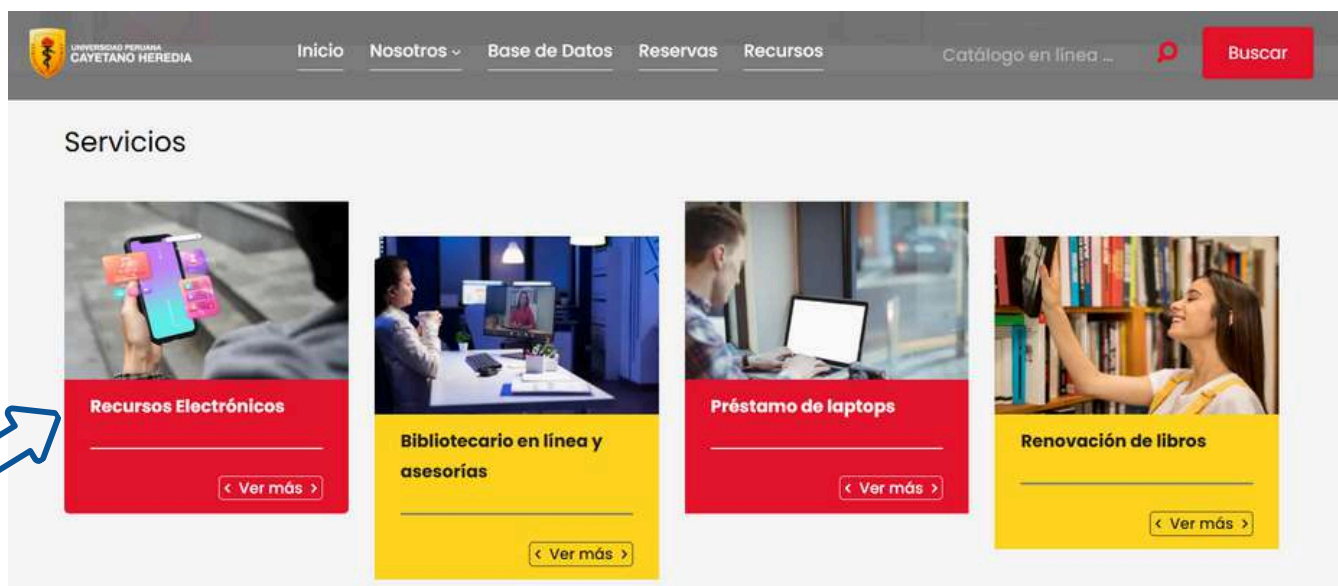 UNIVERSIDAD PERUANA
CAYETANO HEREDIA
Inicio
Nosotros
Base de Datos
Reservas
Recursos
Catálogo en línea ...
Buscar
Servicios
Recursos Electrónicos
‹ Ver más ›
Bibliotecario en línea y
asesorías
‹ Ver más ›
Préstamo de laptops
‹ Ver más ›
Renovación de libros
‹ Ver más ›